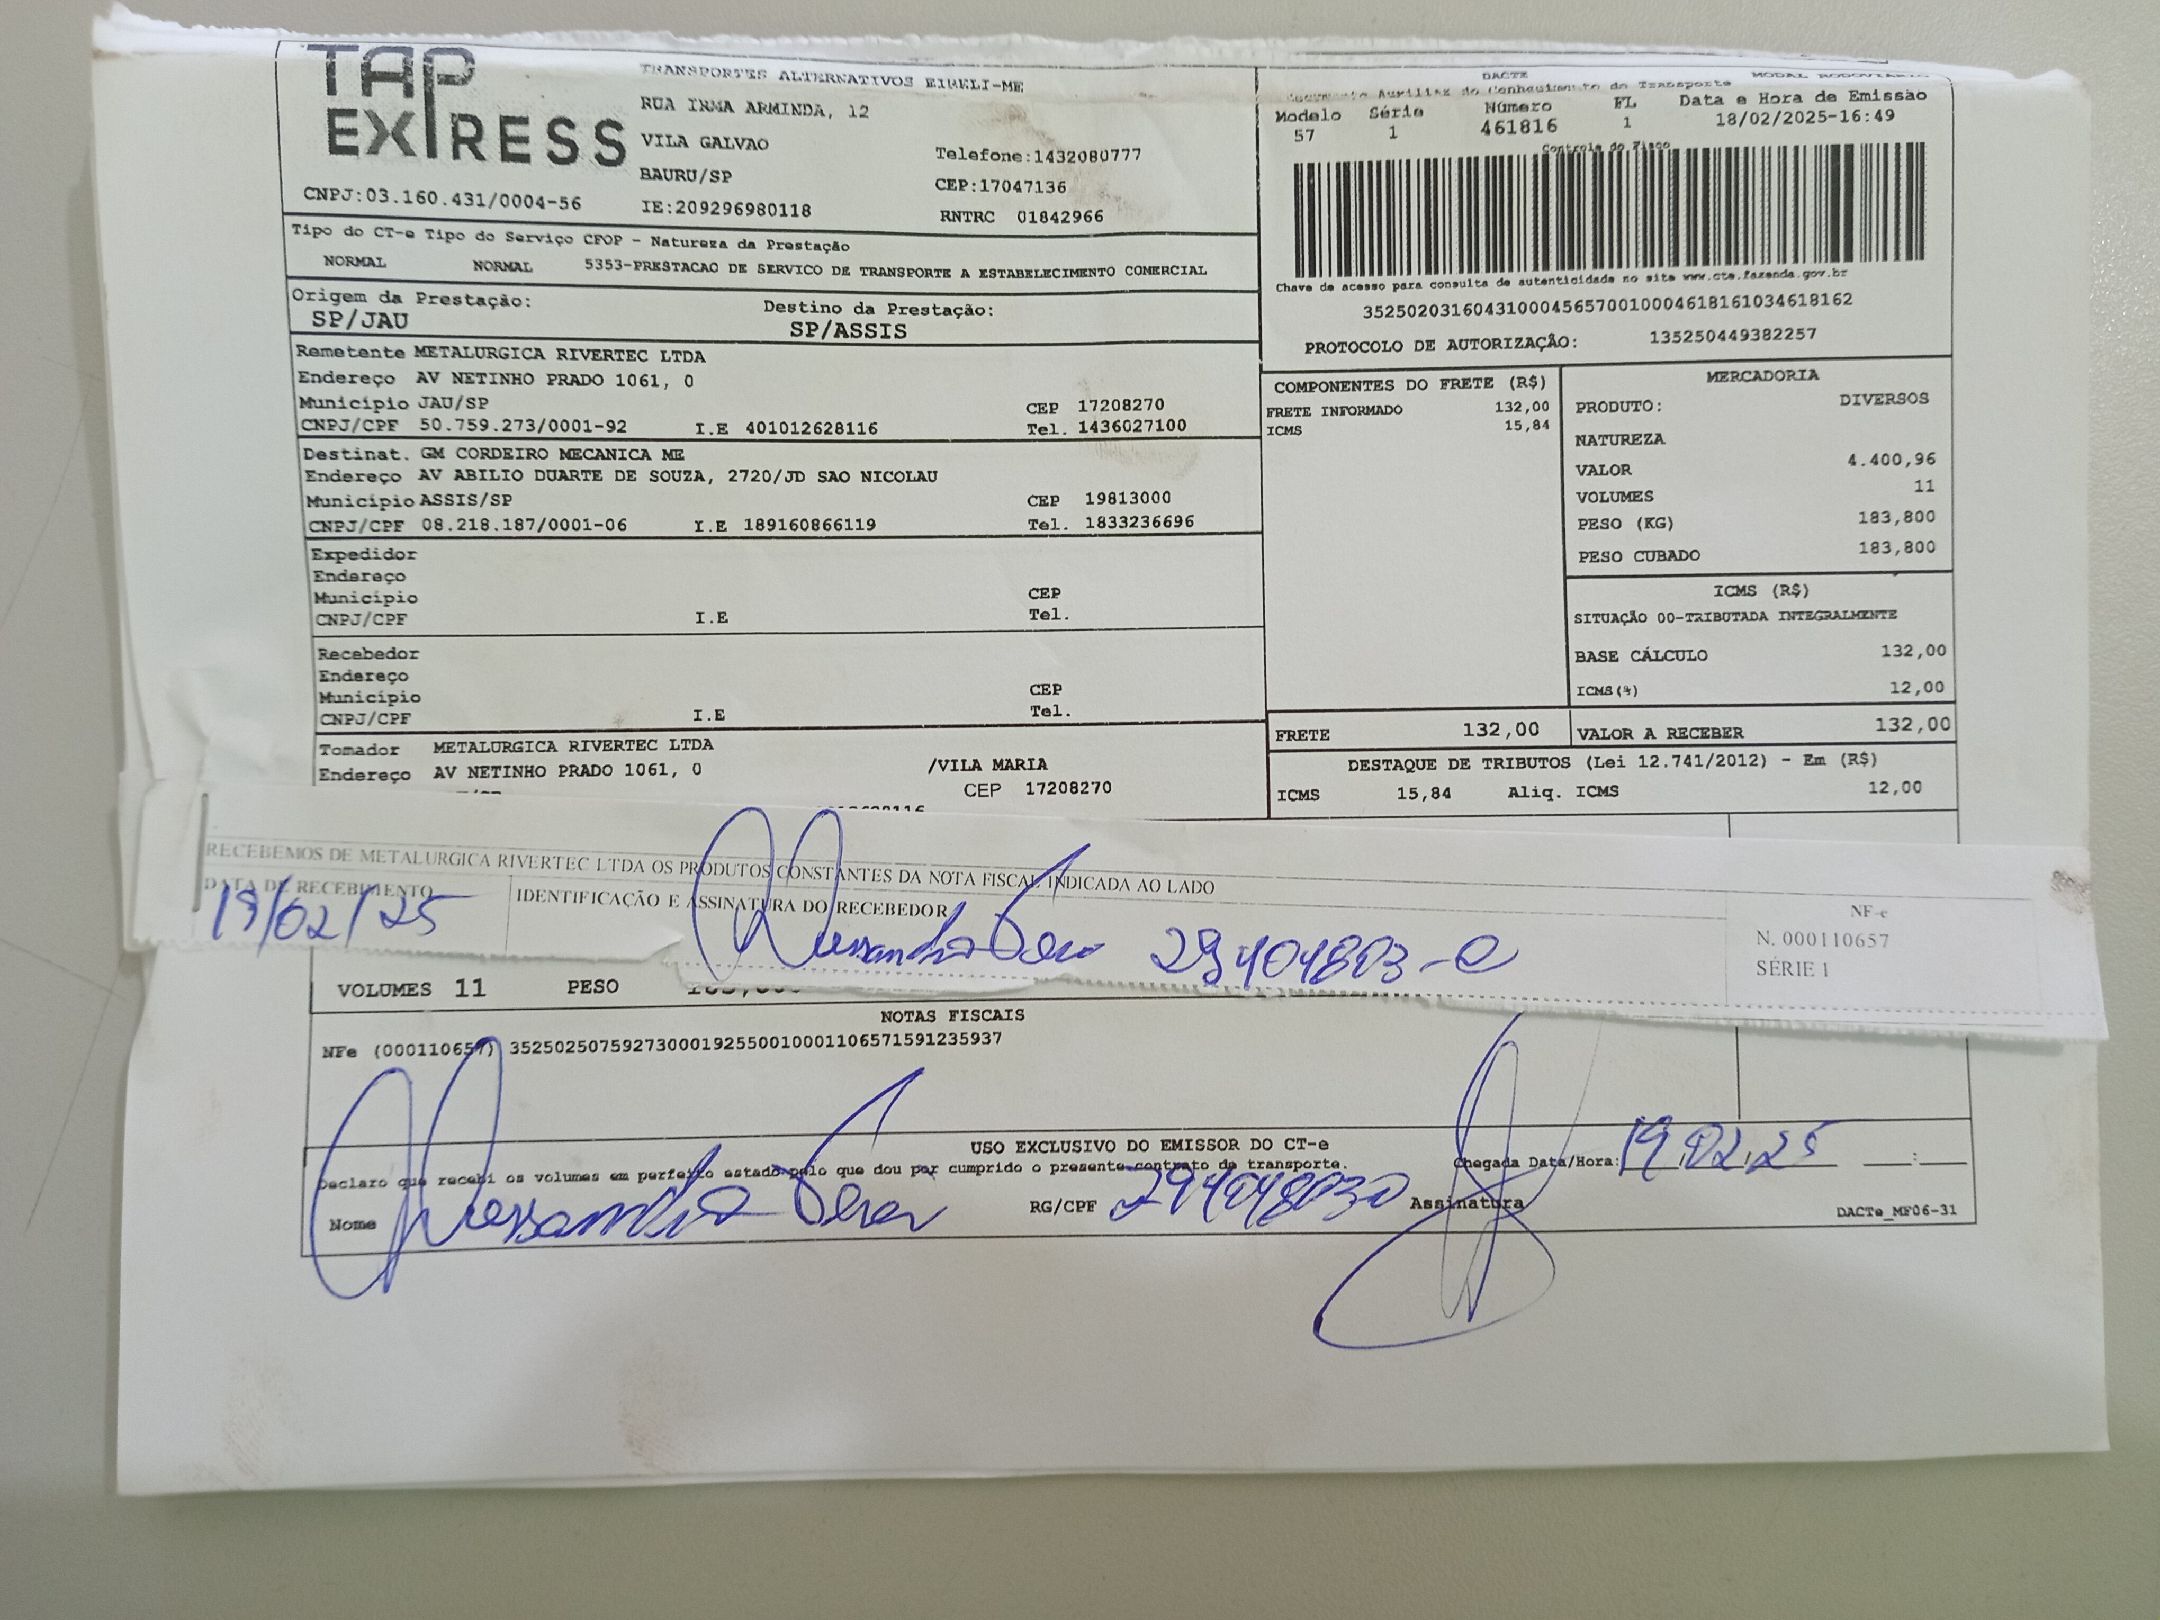 TAP EXPRESS
TRANSPORTES ALTERNATIVOS EIRELI-ME
RUA IRMA ARMINDA, 12
VILA GALVAO
Telefone:1432080777
BAURU/SP
CEP:17047136
CNPJ:03.160.431/0004-56
IE:209296980118
RNTRC 01842966
DACTE
MODAL RODOVIÁRIO
Documento Auxiliar do Conhecimento de Transporte
Modelo Série Número FL Data e Hora de Emissão
57 1 461816 1 18/02/2025-16:49
Controle do Fisco
Chave de acesso para consulta de autenticidade no site www.cte.fazenda.gov.br
35250203160431000456570010004618161034618162
PROTOCOLO DE AUTORIZAÇÃO: 135250449382257
Tipo do CT-e Tipo do Serviço CFOP - Natureza da Prestação
NORMAL NORMAL 5353-PRESTACAO DE SERVICO DE TRANSPORTE A ESTABELECIMENTO COMERCIAL
Origem da Prestação: Destino da Prestação:
SP/JAU SP/ASSIS
Remetente METALURGICA RIVERTEC LTDA
Endereço AV NETINHO PRADO 1061, 0
Município JAU/SP CEP 17208270
CNPJ/CPF 50.759.273/0001-92 I.E 401012628116 Tel. 1436027100
Destinat. GM CORDEIRO MECANICA ME
Endereço AV ABILIO DUARTE DE SOUZA, 2720/JD SAO NICOLAU
Município ASSIS/SP CEP 19813000
CNPJ/CPF 08.218.187/0001-06 I.E 189160866119 Tel. 1833236696
Expedidor
Endereço
Município CEP
CNPJ/CPF I.E Tel.
Recebedor
Endereço
Município CEP
CNPJ/CPF I.E Tel.
Tomador METALURGICA RIVERTEC LTDA
Endereço AV NETINHO PRADO 1061, 0 /VILA MARIA
CEP 17208270
COMPONENTES DO FRETE (R$)
FRETE INFORMADO 132,00
ICMS 15,84
MERCADORIA
PRODUTO: DIVERSOS
NATUREZA
VALOR 4.400,96
VOLUMES 11
PESO (KG) 183,800
PESO CUBADO 183,800
ICMS (R$)
SITUAÇÃO 00-TRIBUTADA INTEGRALMENTE
BASE CÁLCULO 132,00
ICMS(%) 12,00
FRETE 132,00 VALOR A RECEBER 132,00
DESTAQUE DE TRIBUTOS (Lei 12.741/2012) - Em (R$)
ICMS 15,84 Aliq. ICMS 12,00
RECEBEMOS DE METALURGICA RIVERTEC LTDA OS PRODUTOS CONSTANTES DA NOTA FISCAL INDICADA AO LADO
DATA DE RECEBIMENTO IDENTIFICAÇÃO E ASSINATURA DO RECEBEDOR
19/02/25
NF-e
N. 000110657
SÉRIE 1
VOLUMES 11 PESO
NOTAS FISCAIS
NFe (000110657) 35250250759273000192550010001106571591235937
USO EXCLUSIVO DO EMISSOR DO CT-e
Declaro que recebi os volumes em perfeito estado pelo que dou por cumprido o presente contrato de transporte.
Chegada Data/Hora: 19.02.25 :
Nome
RG/CPF
Assinatura
DACTe_MF06-31